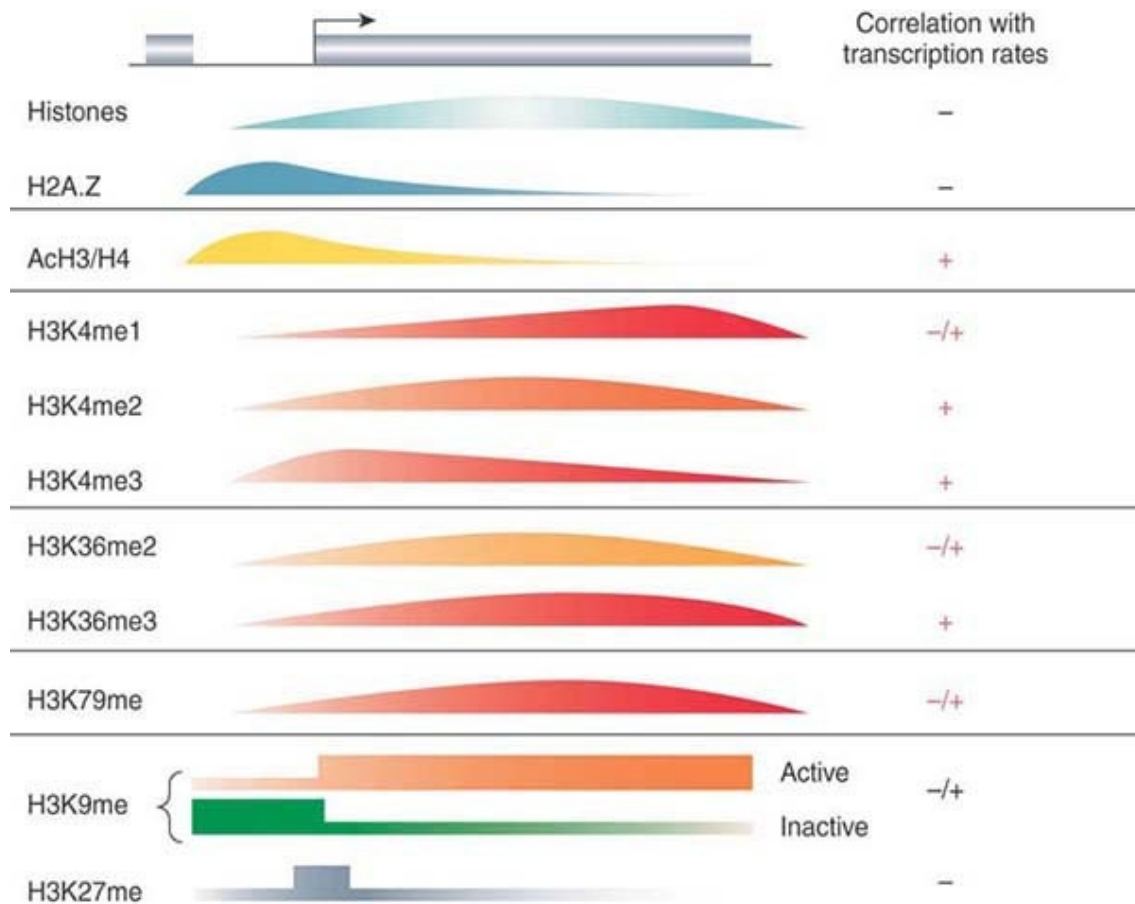 Correlation with
transcription rates
Histones –
H2A.Z –
AcH3/H4 +
H3K4me1 –/+
H3K4me2 +
H3K4me3 +
H3K36me2 –/+
H3K36me3 +
H3K79me –/+
Active
H3K9me –/+
Inactive
H3K27me –